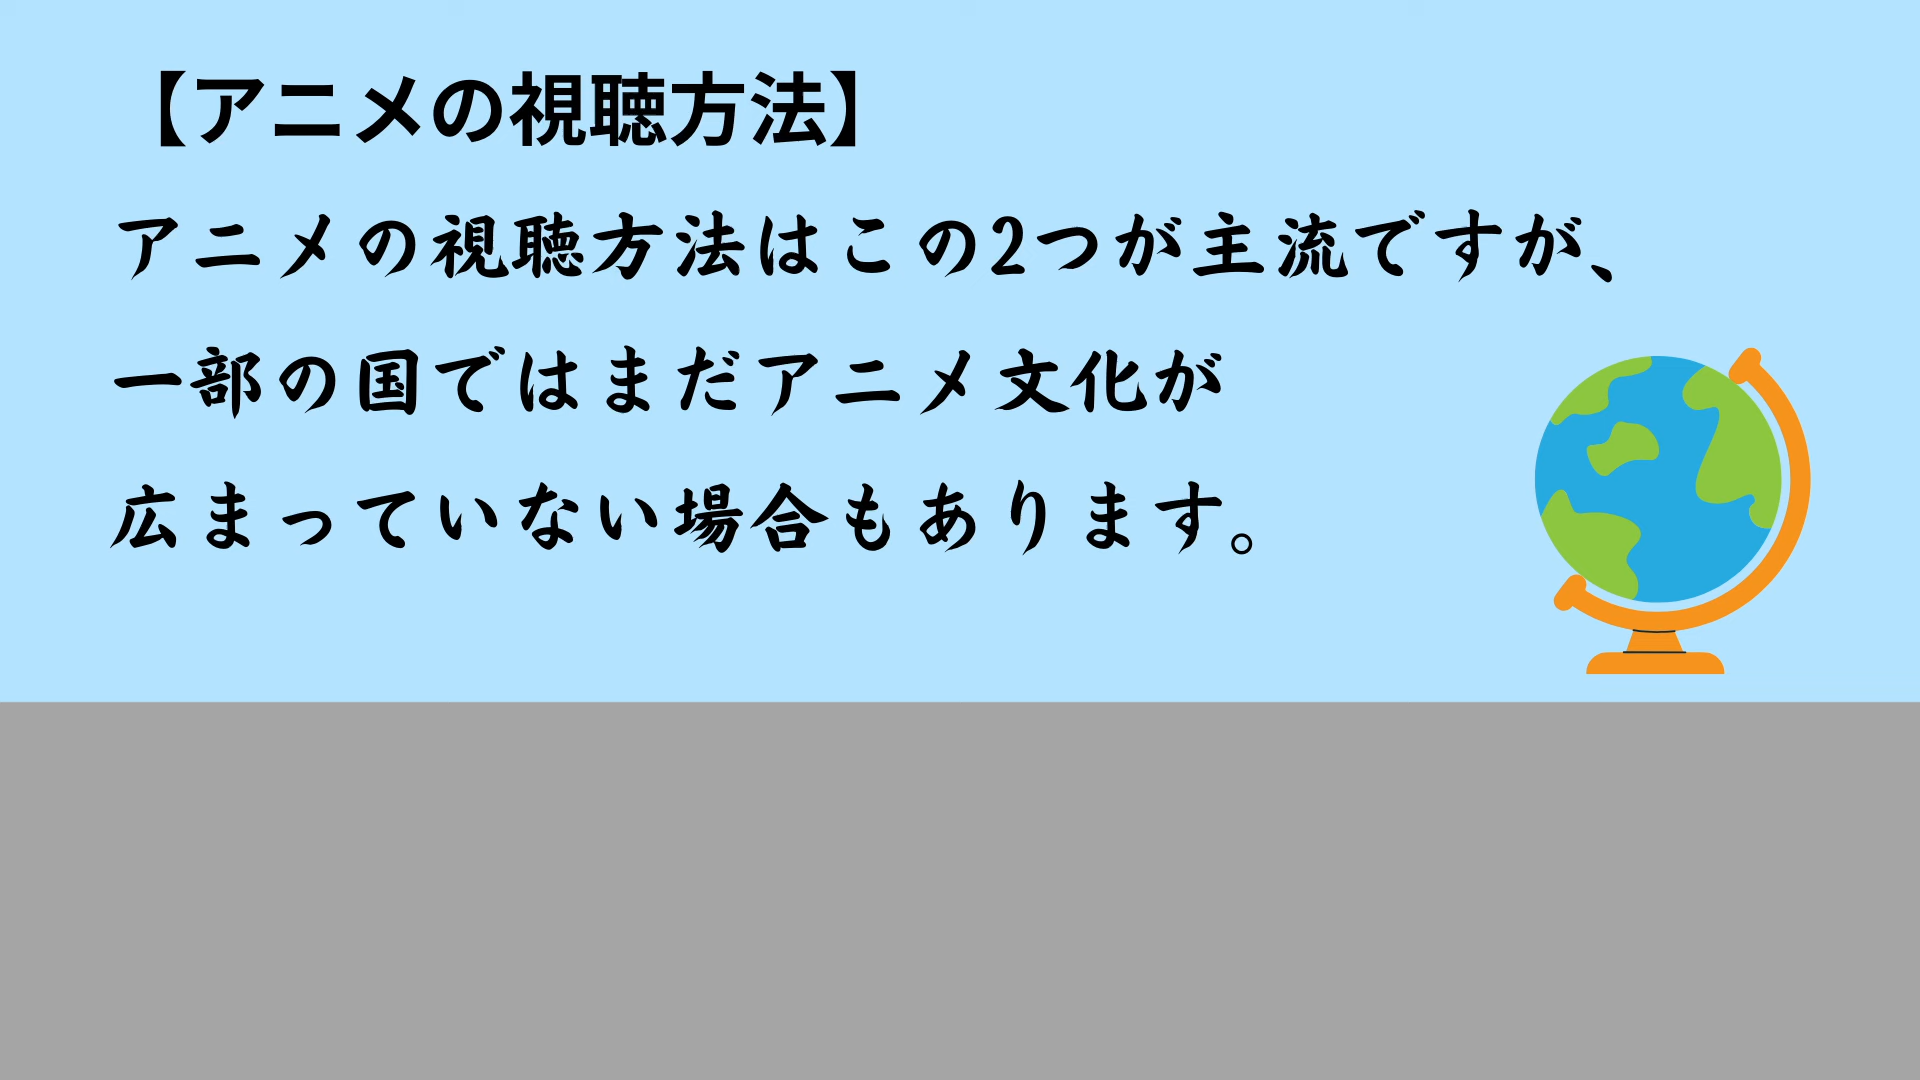 【アニメの視聴方法】
アニメの視聴方法はこの2つが主流ですが、
一部の国ではまだアニメ文化が
広まっていない場合もあります。